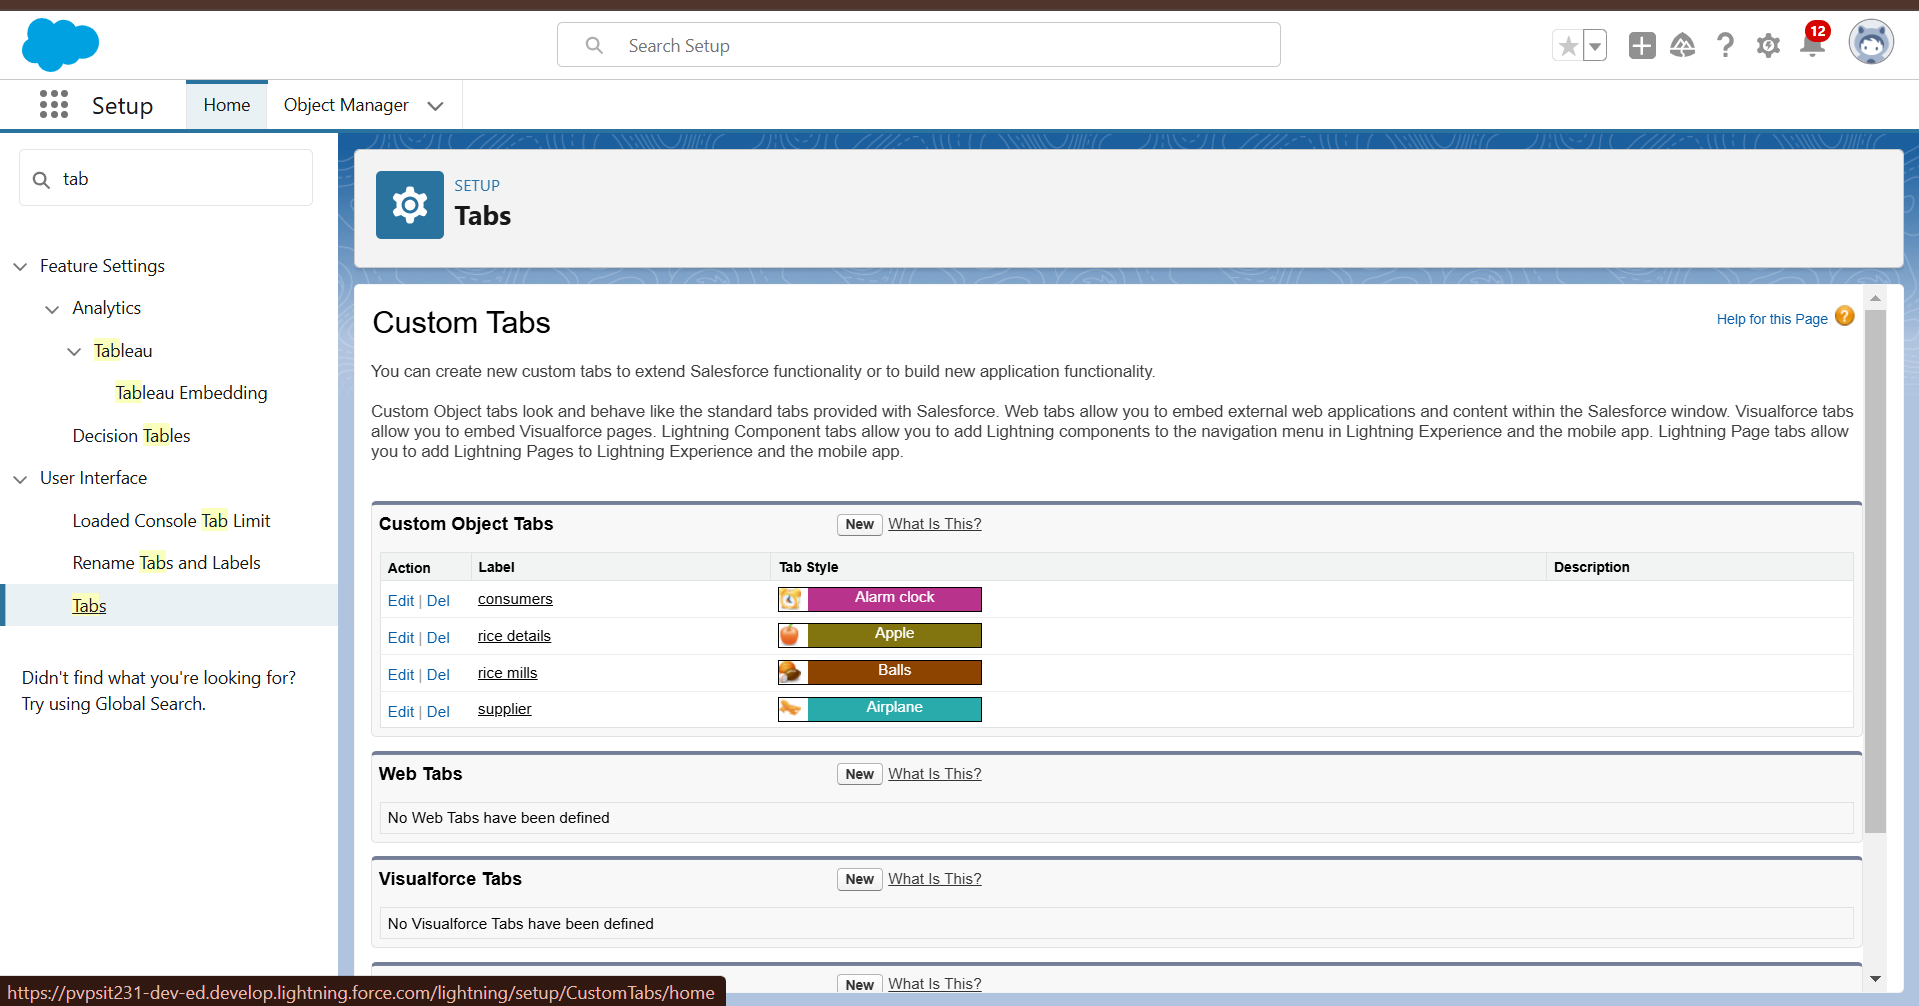 Search Setup
12
Setup
Home
Object Manager
tab
SETUP
Tabs
Feature Settings
Analytics
Tableau
Tableau Embedding
Decision Tables
User Interface
Loaded Console Tab Limit
Rename Tabs and Labels
Tabs
Didn't find what you're looking for?
Try using Global Search.
Custom Tabs
Help for this Page
?
You can create new custom tabs to extend Salesforce functionality or to build new application functionality.
Custom Object tabs look and behave like the standard tabs provided with Salesforce. Web tabs allow you to embed external web applications and content within the Salesforce window. Visualforce tabs
allow you to embed Visualforce pages. Lightning Component tabs allow you to add Lightning components to the navigation menu in Lightning Experience and the mobile app. Lightning Page tabs allow
you to add Lightning Pages to Lightning Experience and the mobile app.
Custom Object Tabs New What Is This?
Action Label Tab Style Description
Edit | Del consumers Alarm clock
Edit | Del rice details Apple
Edit | Del rice mills Balls
Edit | Del supplier Airplane
Web Tabs New What Is This?
No Web Tabs have been defined
Visualforce Tabs New What Is This?
No Visualforce Tabs have been defined
New What Is This?
https://pvpsit231-dev-ed.develop.lightning.force.com/lightning/setup/CustomTabs/home